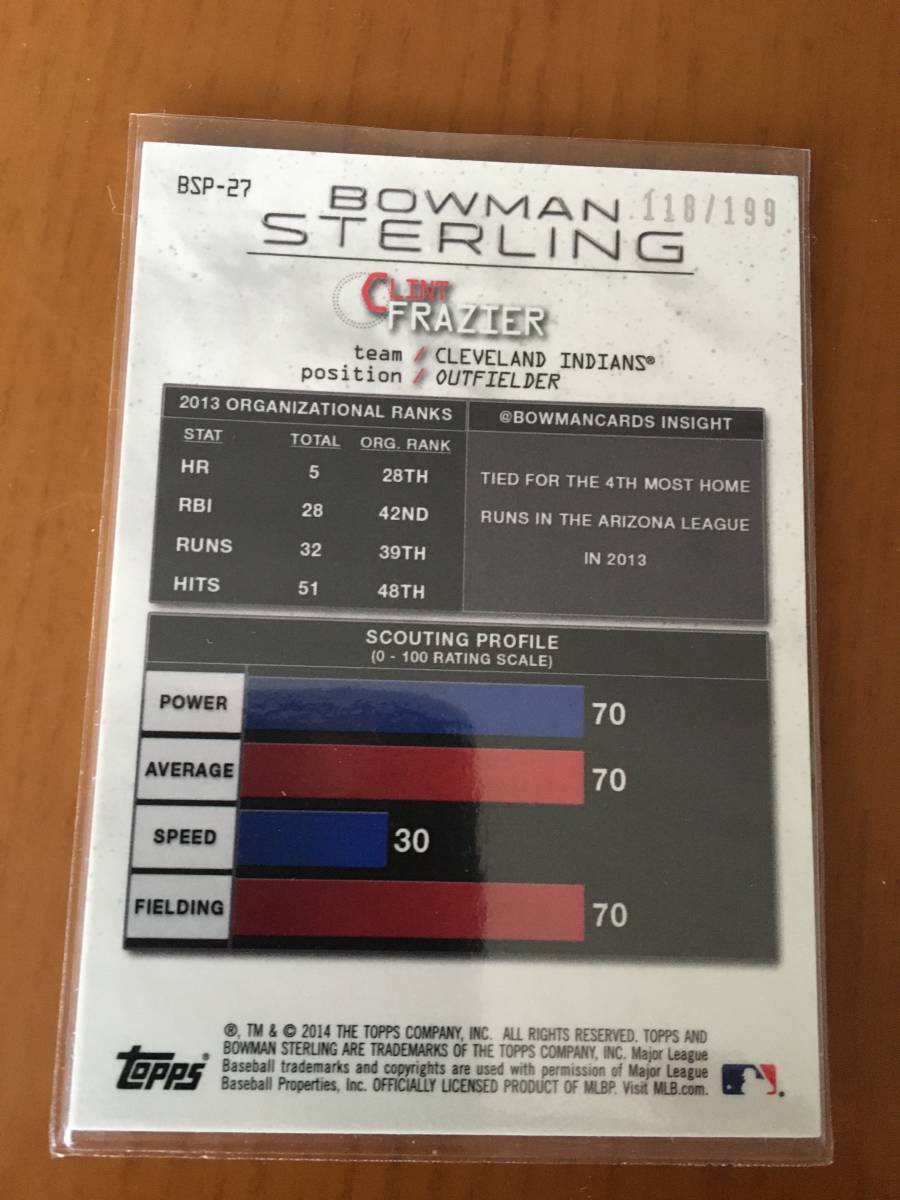 BSP-27
BOWMAN 118/199
STERLING
CLINT
FRAZIER
team / CLEVELAND INDIANS®
position / OUTFIELDER
2013 ORGANIZATIONAL RANKS
STAT TOTAL ORG. RANK
HR 5 28TH
RBI 28 42ND
RUNS 32 39TH
HITS 51 48TH
@BOWMANCARDS INSIGHT
TIED FOR THE 4TH MOST HOME
RUNS IN THE ARIZONA LEAGUE
IN 2013
SCOUTING PROFILE
(0 - 100 RATING SCALE)
POWER 70
AVERAGE 70
SPEED 30
FIELDING 70
®, TM & © 2014 THE TOPPS COMPANY, INC. ALL RIGHTS RESERVED. TOPPS AND
BOWMAN STERLING ARE TRADEMARKS OF THE TOPPS COMPANY, INC. Major League
Baseball trademarks and copyrights are used with permission of Major League
Baseball Properties, Inc. OFFICIALLY LICENSED PRODUCT OF MLBP. Visit MLB.com.
topps®